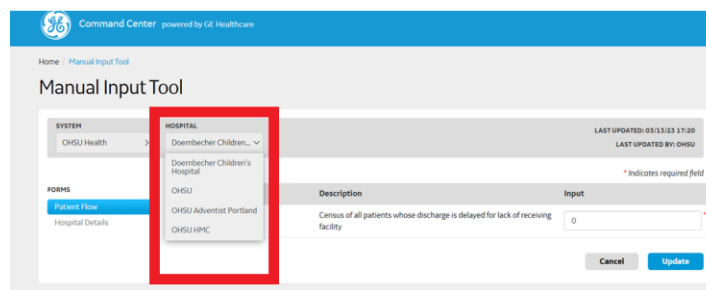 Command Center powered by GE Healthcare
Home / Manual Input Tool
Manual Input Tool
SYSTEM
OHSU Health
HOSPITAL
Doernbecher Children...
Doernbecher Children's
Hospital
OHSU
OHSU Adventist Portland
OHSU HMC
LAST UPDATED: 03/13/23 17:20
LAST UPDATED BY: OHSU
* Indicates required field
FORMS
Patient Flow
Hospital Details
Description
Input
Census of all patients whose discharge is delayed for lack of receiving
facility
0
*
Cancel
Update